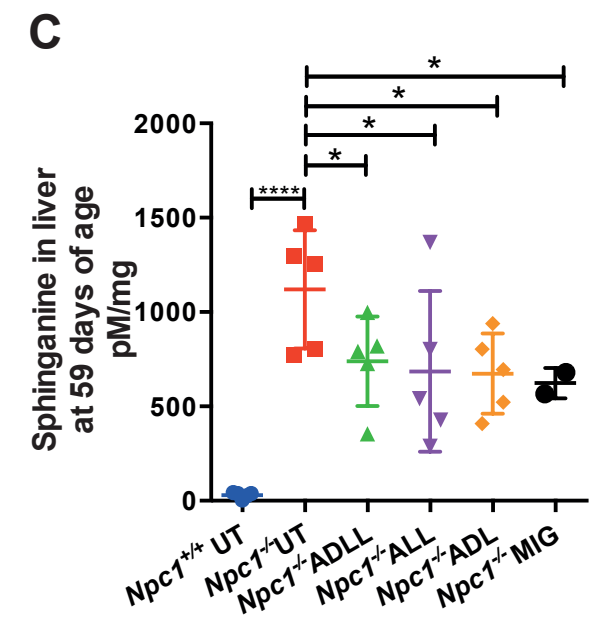 C
*
*
*
*
****
Sphinganine in liver
at 59 days of age
pM/mg
2000
1500
1000
500
0
Npc1+/+ UT
Npc1-/-UT
Npc1-/-ADLL
Npc1-/-ALL
Npc1-/-ADL
Npc1-/- MIG